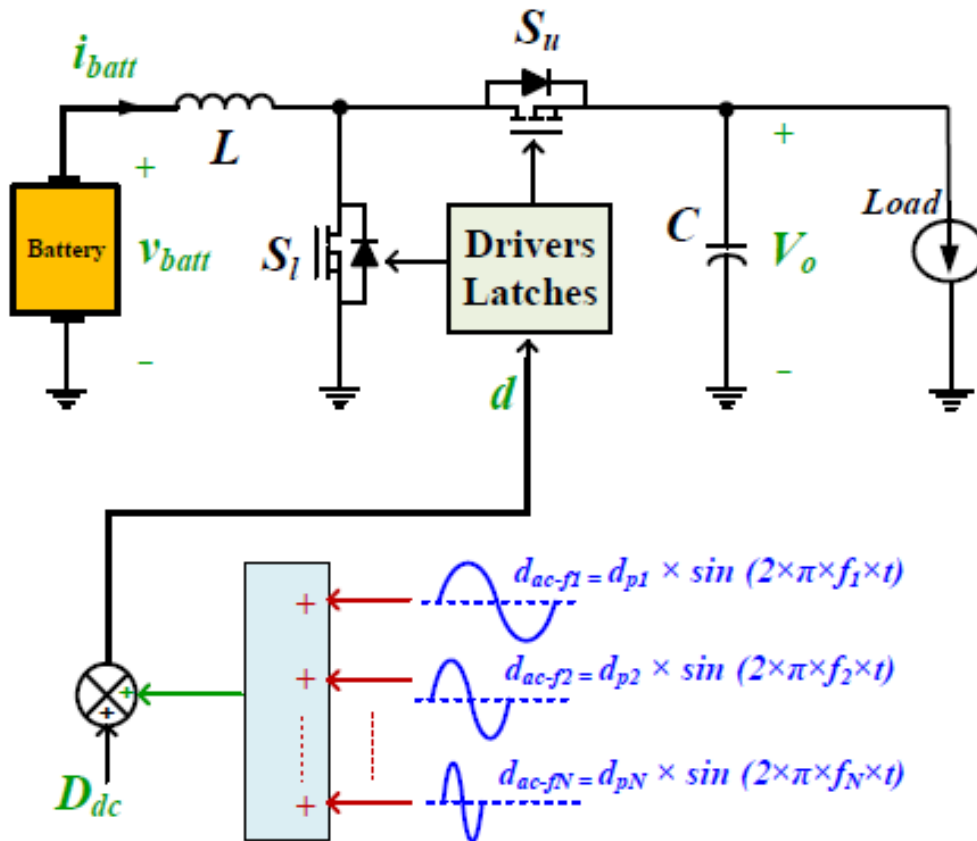 S_u
i_batt
L
+
+
Battery
v_batt
S_l
Drivers
Latches
C
V_o
Load
-
-
d
d_ac-f1 = d_p1 × sin (2×π×f_1×t)
+
d_ac-f2 = d_p2 × sin (2×π×f_2×t)
+
+
+
D_dc
d_ac-fN = d_pN × sin (2×π×f_N×t)
+